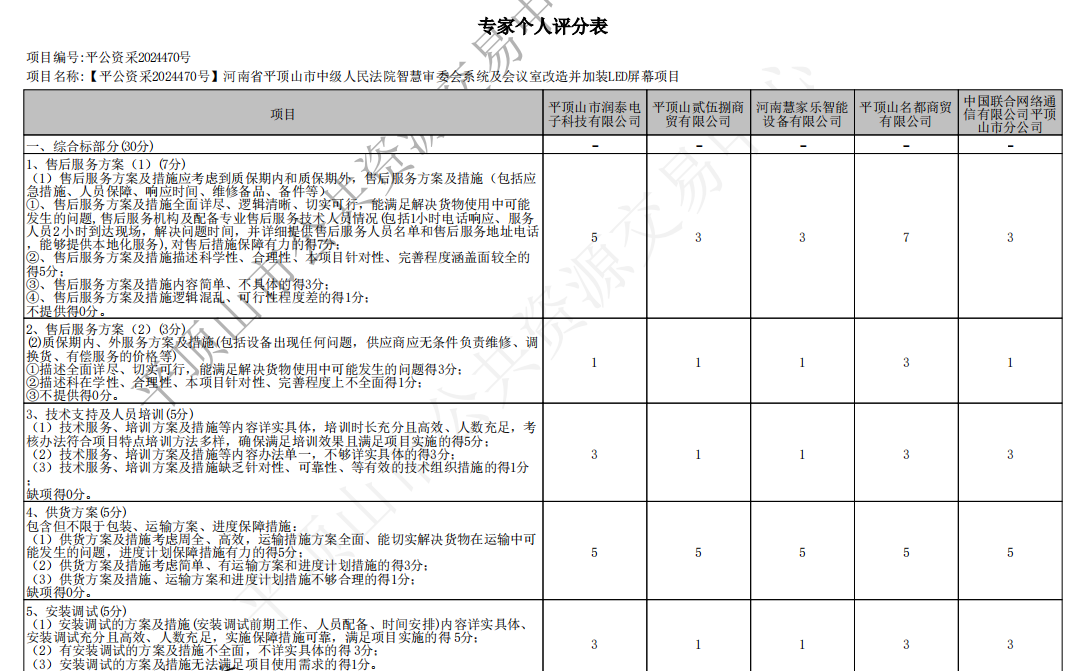 专家个人评分表
项目编号:平公资采2024470号
项目名称:【平公资采2024470号】河南省平顶山市中级人民法院智慧审委会系统及会议室改造并加装LED屏幕项目
项目
平顶山市润泰电
子科技有限公司
平顶山贰伍捌商
贸有限公司
河南慧家乐智能
设备有限公司
平顶山名都商贸
有限公司
中国联合网络通
信有限公司平顶
山市分公司
一、综合标部分(30分)
- - - - -
1、售后服务方案（1）(7分)
（1）售后服务方案及措施应考虑到质保期内和质保期外，售后服务方案及措施（包括应
急措施、人员保障、响应时间、维修备品、备件等）
①、售后服务方案及措施全面详尽、逻辑清晰、切实可行，能满足解决货物使用中可能
发生的问题,售后服务机构及配备专业售后服务技术人员情况(包括1小时电话响应、服务
人员2小时到达现场，解决问题时间，并详细提供售后服务人员名单和售后服务地址电话
，能够提供本地化服务),对售后措施保障有力的得7分；
②、售后服务方案及措施描述科学性、合理性、本项目针对性、完善程度涵盖面较全的
得5分；
③、售后服务方案及措施内容简单、不具体的得3分；
④、售后服务方案及措施逻辑混乱、可行性程度差的得1分；
不提供得0分。
5 3 3 7 3
2、售后服务方案（2）(3分)
(2)质保期内、外服务方案及措施(包括设备出现任何问题，供应商应无条件负责维修、调
换货、有偿服务的价格等)
①描述全面详尽、切实可行，能满足解决货物使用中可能发生的问题得3分；
②描述科在学性、合理性、本项目针对性、完善程度上不全面得1分；
③不提供得0分。
1 1 1 3 1
3、技术支持及人员培训(5分)
（1）技术服务、培训方案及措施等内容详实具体，培训时长充分且高效、人数充足，考
核办法符合项目特点培训方法多样，确保满足培训效果且满足项目实施的得5分；
（2）技术服务、培训方案及措施等内容办法单一，不够详实具体的得3分；
（3）技术服务、培训方案及措施缺乏针对性、可靠性、等有效的技术组织措施的得1分
；
缺项得0分。
3 1 1 3 3
4、供货方案(5分)
包含但不限于包装、运输方案、进度保障措施：
（1）供货方案及措施考虑周全、高效，运输措施方案全面、能切实解决货物在运输中可
能发生的问题，进度计划保障措施有力的得5分；
（2）供货方案及措施考虑简单、有运输方案和进度计划措施的得3分；
（3）供货方案及措施、运输方案和进度计划措施不够合理的得1分；
缺项得0分。
5 5 5 5 5
5、安装调试(5分)
（1）安装调试的方案及措施(安装调试前期工作、人员配备、时间安排)内容详实具体、
安装调试充分且高效、人数充足，实施保障措施可靠，满足项目实施的得 5分；
（2）有安装调试的方案及措施不全面，不详实具体的得 3分；
（3）安装调试的方案及措施无法满足项目使用需求的得1分。
3 1 1 3 3
平顶山市公共资源交易中
平顶山市公共资源交易中心